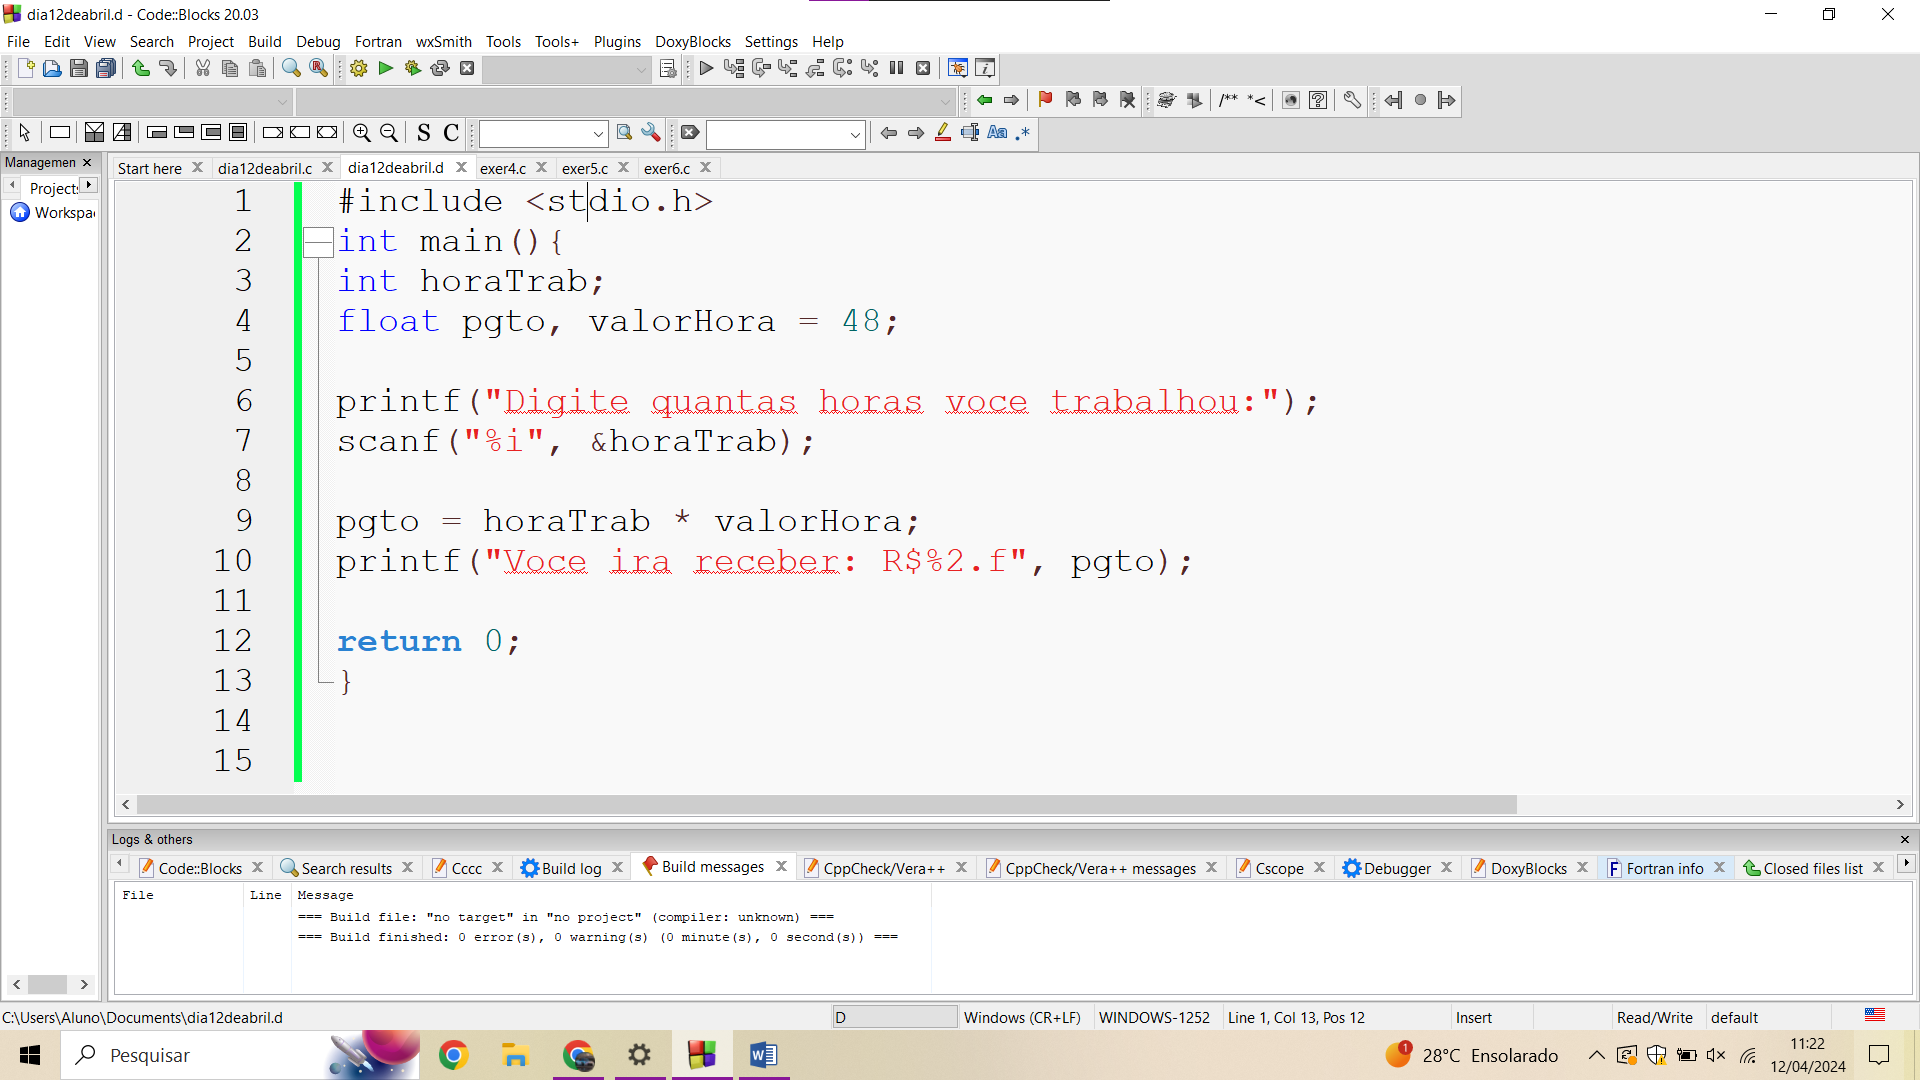 dia12deabril.d - Code::Blocks 20.03
File Edit View Search Project Build Debug Fortran wxSmith Tools Tools+ Plugins DoxyBlocks Settings Help
/** *<
S C
Aa .*
Managemen
Projects
Workspa
Start here dia12deabril.c dia12deabril.d exer4.c exer5.c exer6.c
1 #include <stdio.h>
2 int main(){
3 int horaTrab;
4 float pgto, valorHora = 48;
5
6 printf("Digite quantas horas voce trabalhou:");
7 scanf("%i", &horaTrab);
8
9 pgto = horaTrab * valorHora;
10 printf("Voce ira receber: R$%2.f", pgto);
11
12 return 0;
13 }
14
15
Logs & others
Code::Blocks Search results Cccc Build log Build messages CppCheck/Vera++ CppCheck/Vera++ messages Cscope Debugger DoxyBlocks Fortran info Closed files list
File Line Message
=== Build file: "no target" in "no project" (compiler: unknown) ===
=== Build finished: 0 error(s), 0 warning(s) (0 minute(s), 0 second(s)) ===
C:\Users\Aluno\Documents\dia12deabril.d D Windows (CR+LF) WINDOWS-1252 Line 1, Col 13, Pos 12 Insert Read/Write default
Pesquisar 1 28°C Ensolarado 11:22
12/04/2024